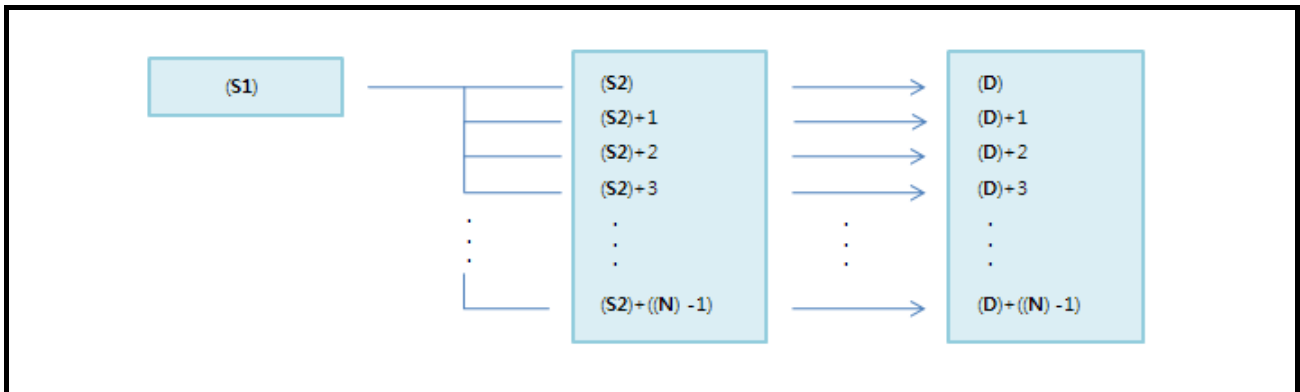 (S1)
(S2)
(S2)+1
(S2)+2
(S2)+3
(S2)+((N) -1)
(D)
(D)+1
(D)+2
(D)+3
(D)+((N) -1)